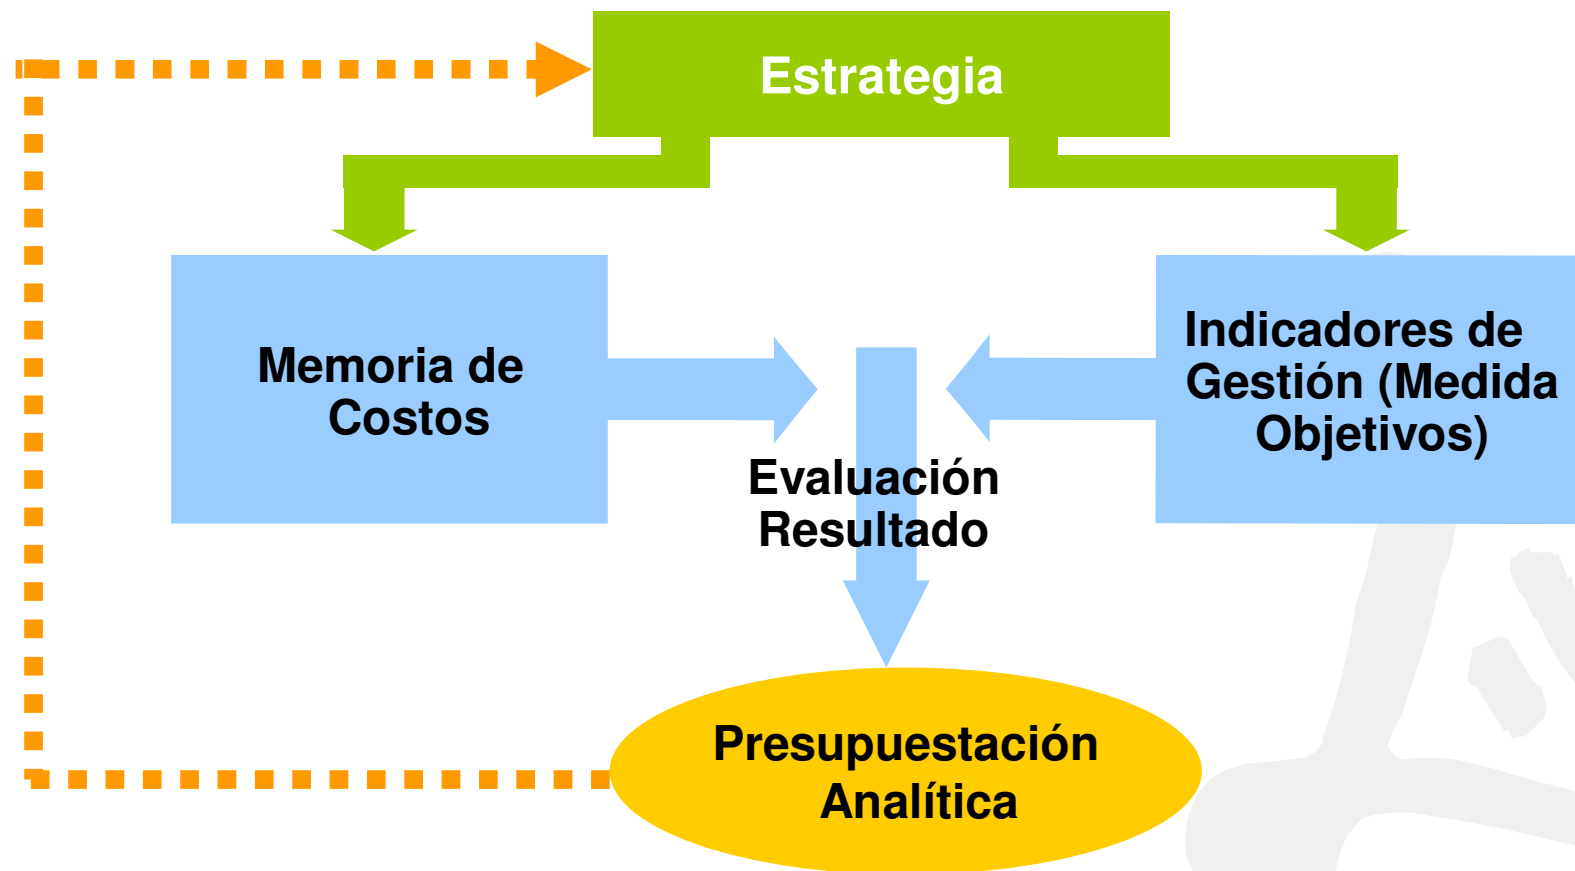 Estrategia
Memoria de
Costos
Indicadores de
Gestión (Medida
Objetivos)
Evaluación
Resultado
Presupuestación
Analítica